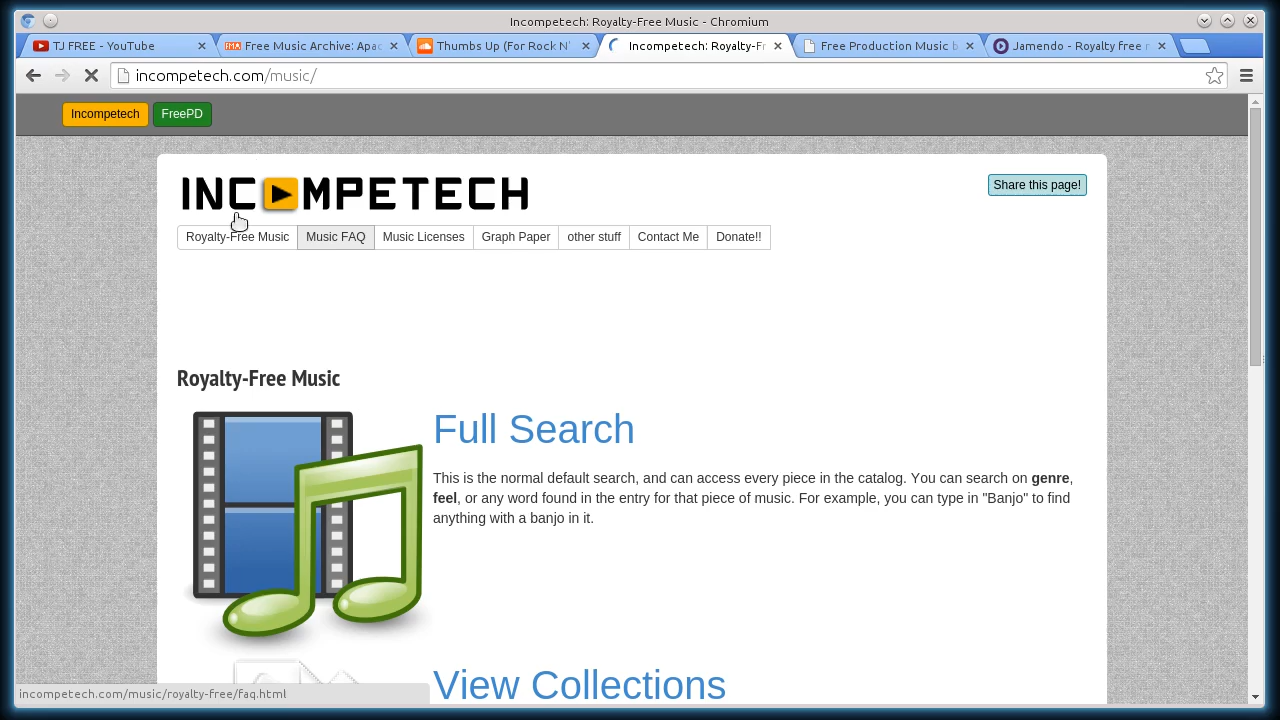 Incompetech: Royalty-Free Music - Chromium
TJ FREE - YouTube
Free Music Archive: Apac
Thumbs Up (For Rock N'
Incompetech: Royalty-Fr
Free Production Music b
Jamendo - Royalty Free
incompetech.com/music/
Incompetech
FreePD
INCOMPETECH
Share this page!
Royalty-Free Music
Music FAQ
Music Licenses
Graph Paper
other stuff
Contact Me
Donate!!
Royalty-Free Music
Full Search
This is the normal default search, and can access every piece in the catalog. You can search on genre,
feel, or any word found in the entry for that piece of music. For example, you can type in "Banjo" to find
anything with a banjo in it.
View Collections
incompetech.com/music/royalty-free/faq.html